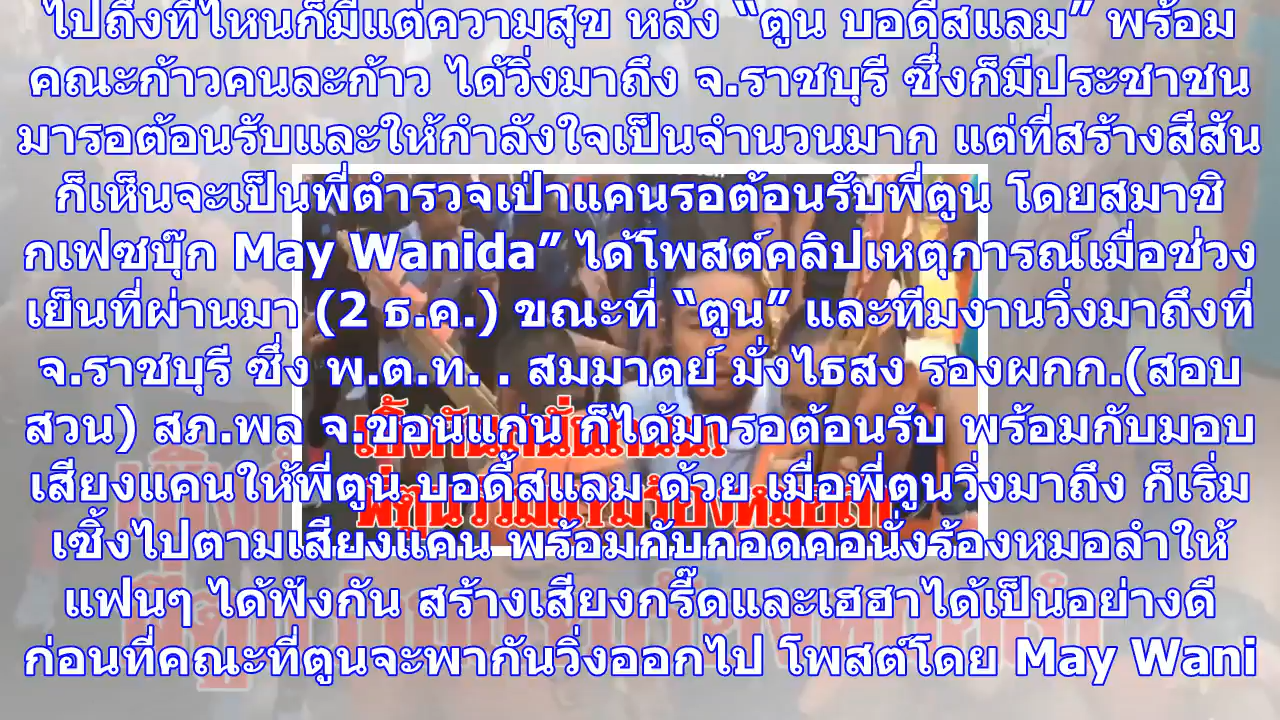 ไปถึงที่ไหนก็มีแต่ความสุข หลัง “ตูน บอดี้สแลม” พร้อม
คณะก้าวคนละก้าว ได้วิ่งมาถึง จ.ราชบุรี ซึ่งก็มีประชาชน
มารอต้อนรับและให้กำลังใจเป็นจำนวนมาก แต่ที่สร้างสีสัน
ก็เห็นจะเป็นพี่ตำรวจเป่าแคนรอต้อนรับพี่ตูน โดยสมาชิ
กเฟซบุ๊ก May Wanida” ได้โพสต์คลิปเหตุการณ์เมื่อช่วง
เย็นที่ผ่านมา (2 ธ.ค.) ขณะที่ “ตูน” และทีมงานวิ่งมาถึงที่
จ.ราชบุรี ซึ่ง พ.ต.ท. . สมมาตย์ มั่งไธสง รองผกก.(สอบ
สวน) สภ.พล จ.ขอนแก่น ก็ได้มารอต้อนรับ พร้อมกับมอบ
เสียงแคนให้พี่ตูน บอดี้สแลม ด้วย เมื่อพี่ตูนวิ่งมาถึง ก็เริ่ม
เซิ้งไปตามเสียงแคน พร้อมกับกอดคอนั่งร้องหมอลำให้
แฟนๆ ได้ฟังกัน สร้างเสียงกรี๊ดและเฮฮาได้เป็นอย่างดี
ก่อนที่คณะที่ตูนจะพากันวิ่งออกไป โพสต์โดย May Wani